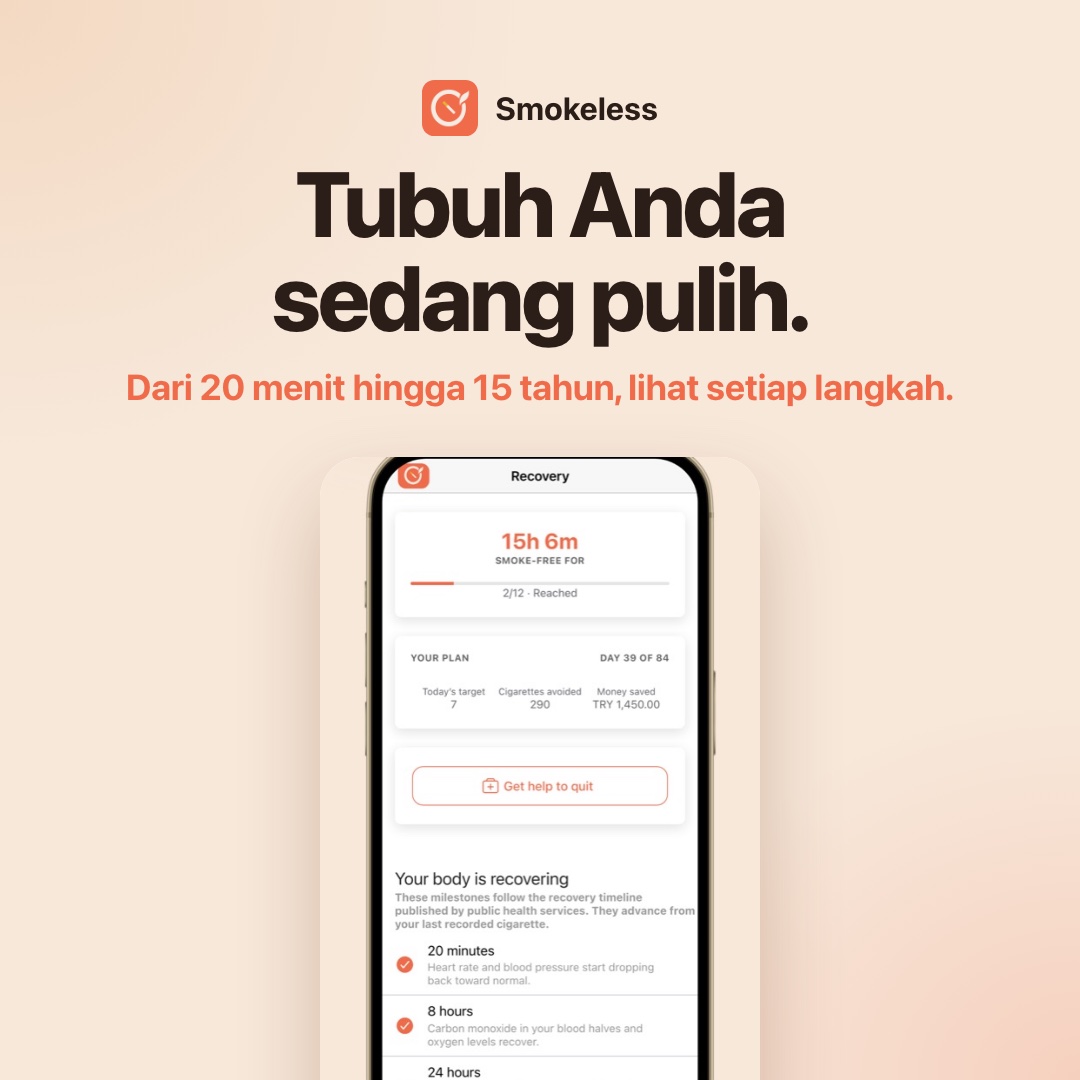 Smokeless
Tubuh Anda
sedang pulih.
Dari 20 menit hingga 15 tahun, lihat setiap langkah.
Recovery
15h 6m
SMOKE-FREE FOR
2/12 · Reached
YOUR PLAN DAY 39 OF 84
Today's target Cigarettes avoided Money saved
7 290 TRY 1,450.00
Get help to quit
Your body is recovering
These milestones follow the recovery timeline
published by public health services. They advance from
your last recorded cigarette.
20 minutes
Heart rate and blood pressure start dropping
back toward normal.
8 hours
Carbon monoxide in your blood halves and
oxygen levels recover.
24 hours